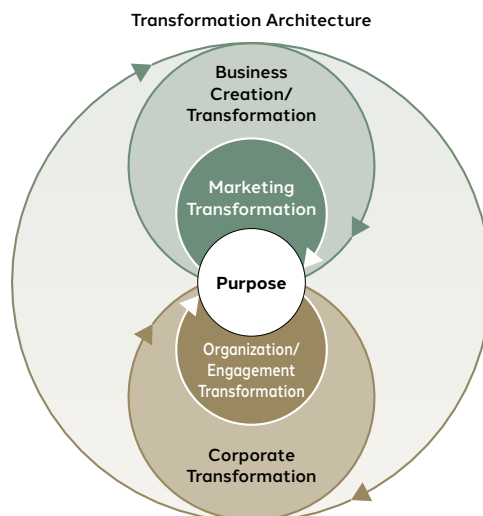 Transformation Architecture
Business
Creation/
Transformation
Marketing
Transformation
Purpose
Organization/
Engagement
Transformation
Corporate
Transformation